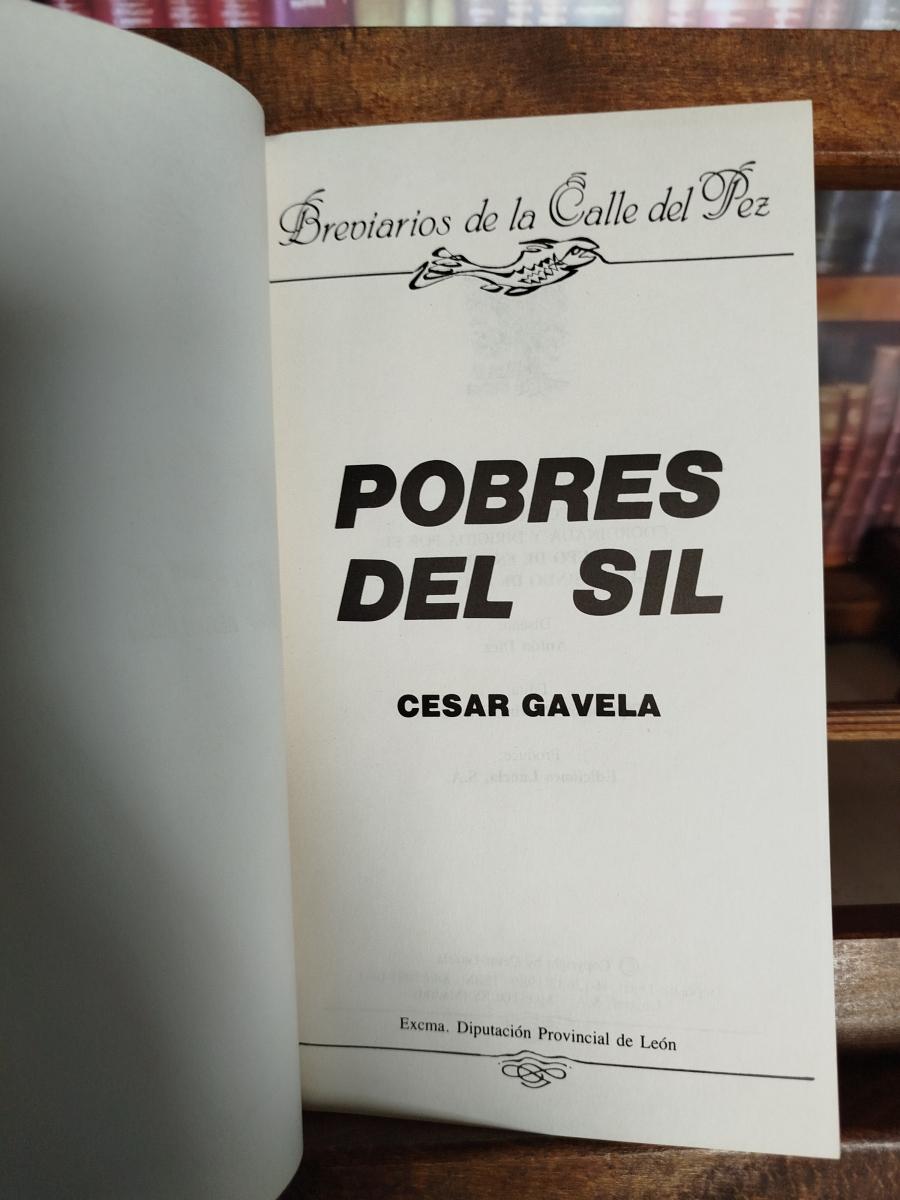 Breviarios de la Calle del Pez
POBRES
DEL SIL
CESAR GAVELA
Excma. Diputación Provincial de León